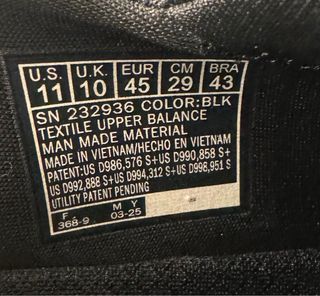 U.S. U.K. EUR CM BRA
11 10 45 29 43
SN 232936 COLOR:BLK
TEXTILE UPPER BALANCE
MAN MADE MATERIAL
MADE IN VIETNAM/HECHO EN VIETNAM
PATENT:US D986,576 S+US D990,858 S+
US D992,888 S+US D994,312 S+US D998,951 S
UTILITY PATENTS PENDING
F M Y
368-9 03-25